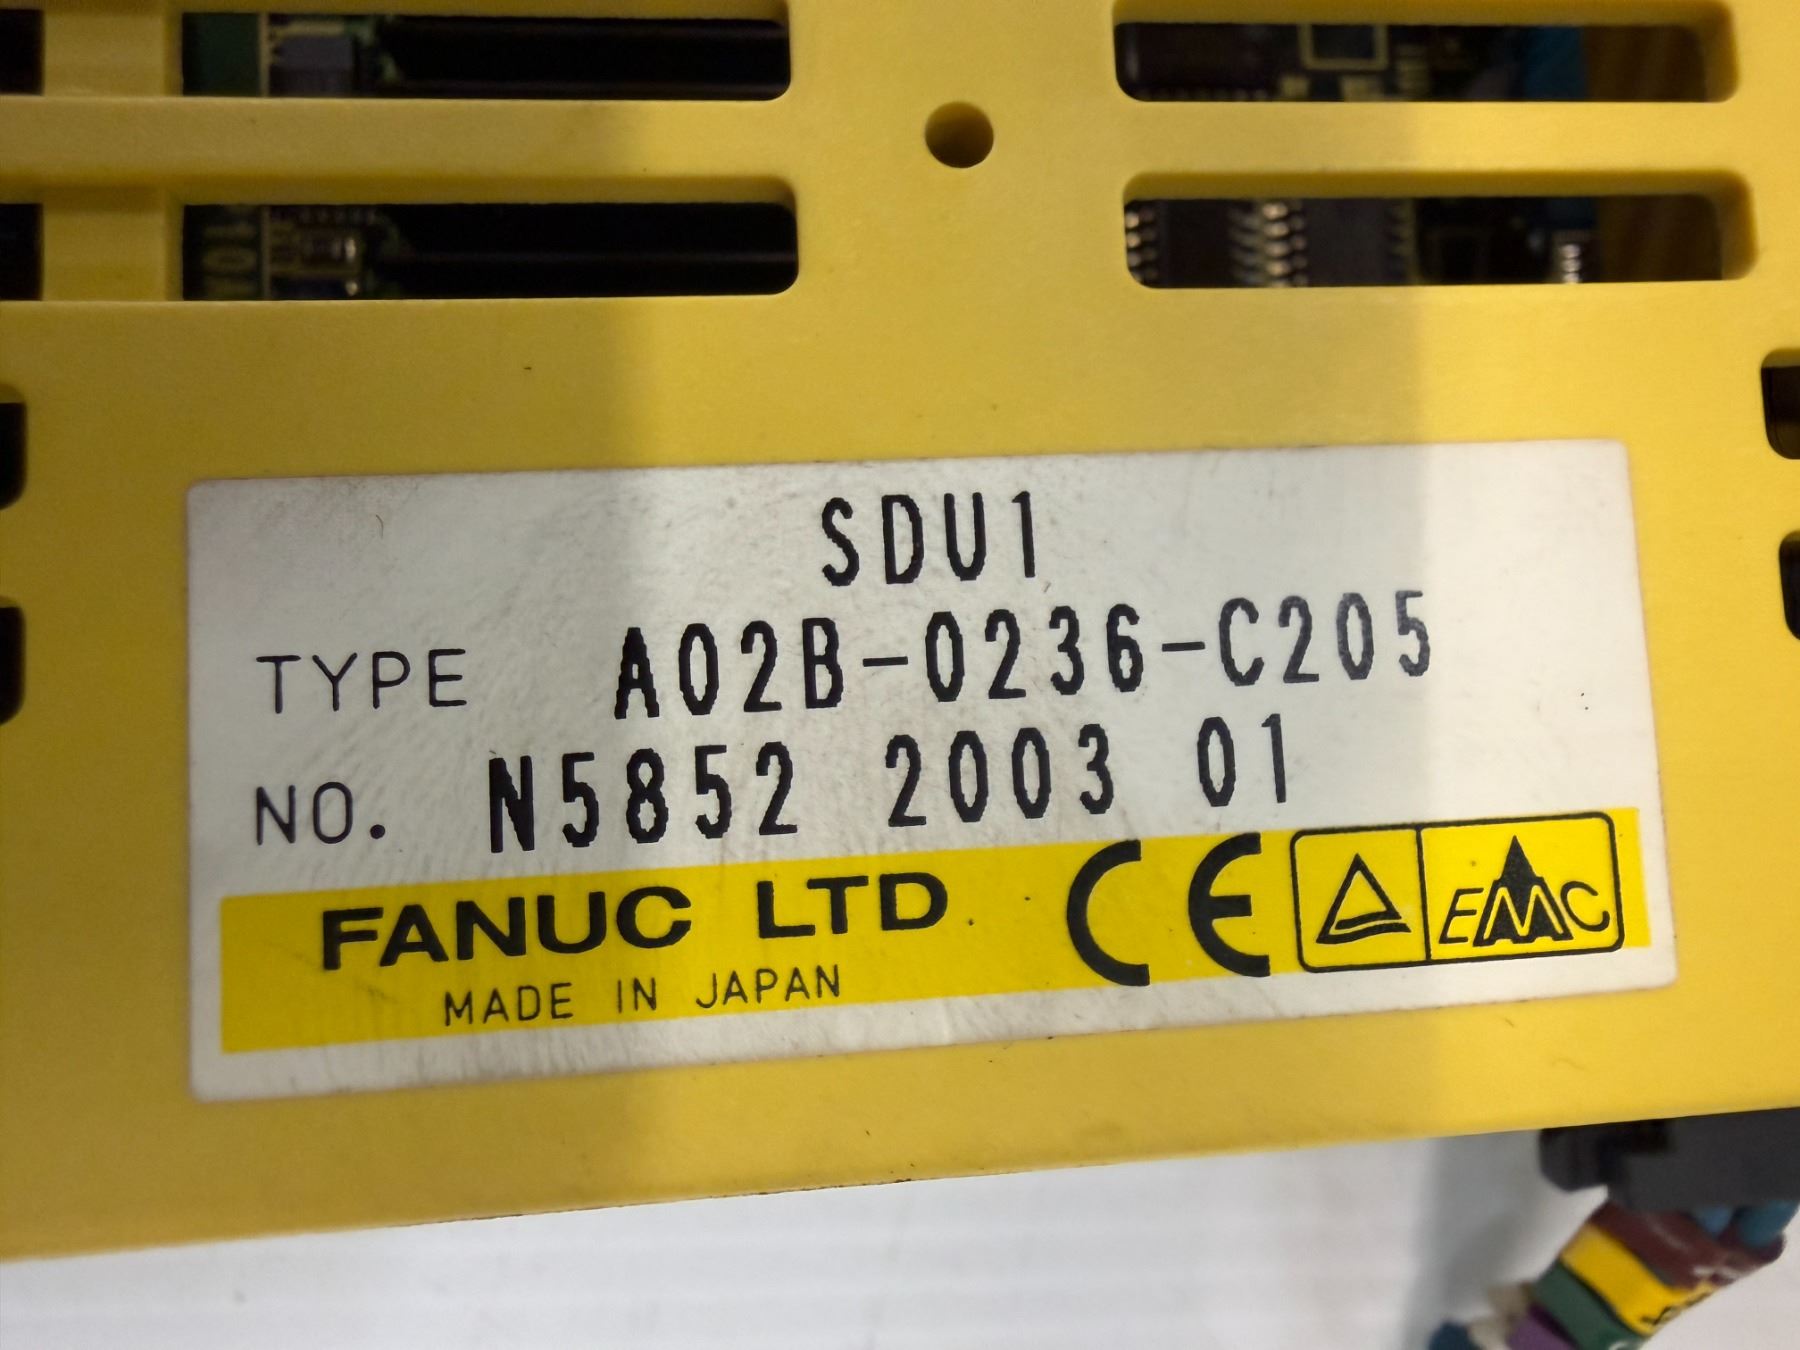 SDU1
TYPE A02B-0236-C205
NO. N5852 2003 01
FANUC LTD CE EMC
MADE IN JAPAN